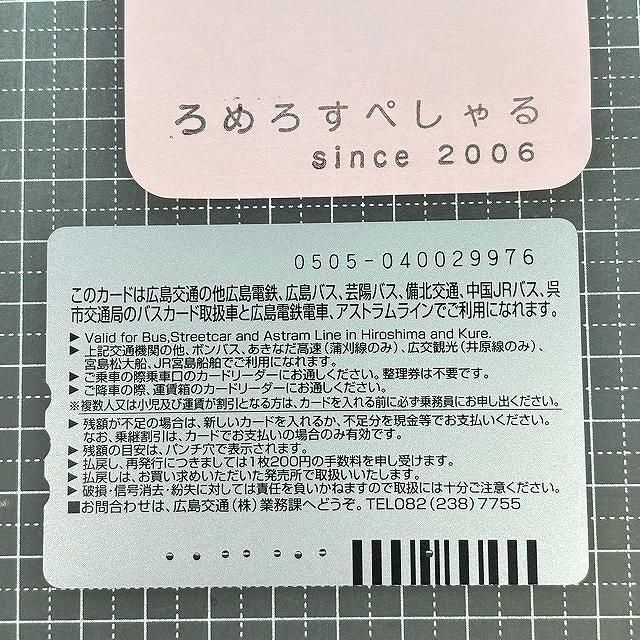 ろめろすぺしゃる
since 2006
0505-040029976
このカードは広島交通の他広島電鉄、広島バス、芸陽バス、備北交通、中国JRバス、呉
市交通局のバスカード取扱車と広島電鉄電車、アストラムラインでご利用になれます。
▶Valid for Bus,Streetcar and Astram Line in Hiroshima and Kure.
▶上記交通機関の他、ボンバス、あきなだ高速(蒲刈線のみ)、広交観光(井原線のみ)、
宮島松大船、JR宮島船舶でご利用になれます。
▶ご乗車の際乗車口のカードリーダーにお通しください。整理券は不要です。
▶ご降車の際、運賃箱のカードリーダーにお通しください。
※複数人又は小児及び運賃が割引となる方は、カードを入れる前に必ず乗務員にお申し出ください。
▶残額が不足の場合は、新しいカードを入れるか、不足分を現金等でお支払いください。
なお、乗継割引は、カードでお支払いの場合のみ有効です。
▶残額の目安は、パンチ穴で表示されます。
▶払戻し、再発行につきましては1枚200円の手数料を申し受けます。
▶払戻しは、お買い求めいただいた発売所で取扱いいたします。
▶破損・信号消去・紛失に対しては責任を負いかねますので取扱には十分ご注意ください。
■お問合わせは、広島交通(株)業務課へどうぞ。TEL082(238)7755